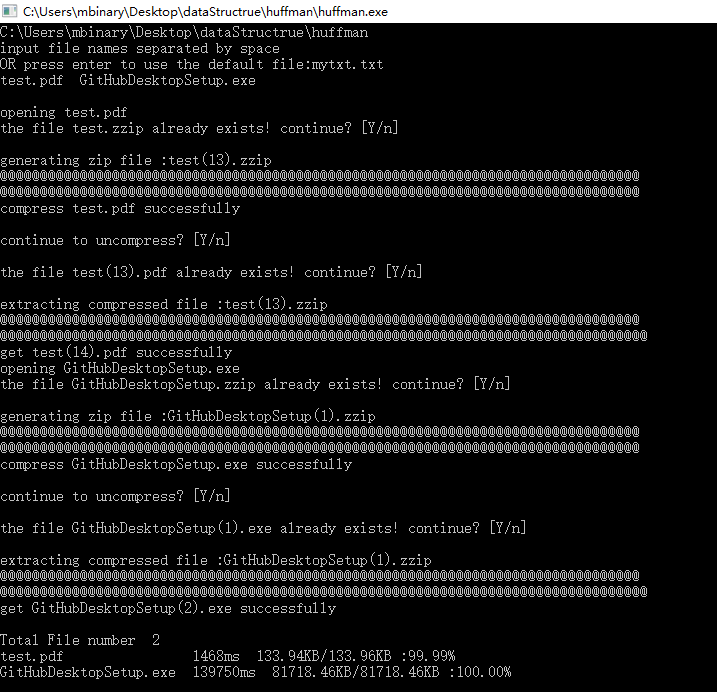 C:\Users\mbinary\Desktop\dataStructrue\huffman\huffman.exe
C:\Users\mbinary\Desktop\dataStructrue\huffman
input file names separated by space
OR press enter to use the default file:mytxt.txt
test.pdf  GitHubDesktopSetup.exe
opening test.pdf
the file test.zzip already exists! continue? [Y/n]
generating zip file :test(13).zzip
@@@@@@@@@@@@@@@@@@@@@@@@@@@@@@@@@@@@@@@@@@@@@@@@@@@@@@@@@@@@@@@@@@@@@@@@@@@@@@@@
@@@@@@@@@@@@@@@@@@@@@@@@@@@@@@@@@@@@@@@@@@@@@@@@@@@@@@@@@@@@@@@@@@@@@@@@@@@@@@@@
compress test.pdf successfully
continue to uncompress? [Y/n]
the file test(13).pdf already exists! continue? [Y/n]
extracting compressed file :test(13).zzip
@@@@@@@@@@@@@@@@@@@@@@@@@@@@@@@@@@@@@@@@@@@@@@@@@@@@@@@@@@@@@@@@@@@@@@@@@@@@@@@@
@@@@@@@@@@@@@@@@@@@@@@@@@@@@@@@@@@@@@@@@@@@@@@@@@@@@@@@@@@@@@@@@@@@@@@@@@@@@@@@@@
get test(14).pdf successfully
opening GitHubDesktopSetup.exe
the file GitHubDesktopSetup.zzip already exists! continue? [Y/n]
generating zip file :GitHubDesktopSetup(1).zzip
@@@@@@@@@@@@@@@@@@@@@@@@@@@@@@@@@@@@@@@@@@@@@@@@@@@@@@@@@@@@@@@@@@@@@@@@@@@@@@@@
@@@@@@@@@@@@@@@@@@@@@@@@@@@@@@@@@@@@@@@@@@@@@@@@@@@@@@@@@@@@@@@@@@@@@@@@@@@@@@@@
compress GitHubDesktopSetup.exe successfully
continue to uncompress? [Y/n]
the file GitHubDesktopSetup(1).exe already exists! continue? [Y/n]
extracting compressed file :GitHubDesktopSetup(1).zzip
@@@@@@@@@@@@@@@@@@@@@@@@@@@@@@@@@@@@@@@@@@@@@@@@@@@@@@@@@@@@@@@@@@@@@@@@@@@@@@@@
@@@@@@@@@@@@@@@@@@@@@@@@@@@@@@@@@@@@@@@@@@@@@@@@@@@@@@@@@@@@@@@@@@@@@@@@@@@@@@@@@
get GitHubDesktopSetup(2).exe successfully
Total File number  2
test.pdf                1468ms  133.94KB/133.96KB :99.99%
GitHubDesktopSetup.exe  139750ms  81718.46KB/81718.46KB :100.00%